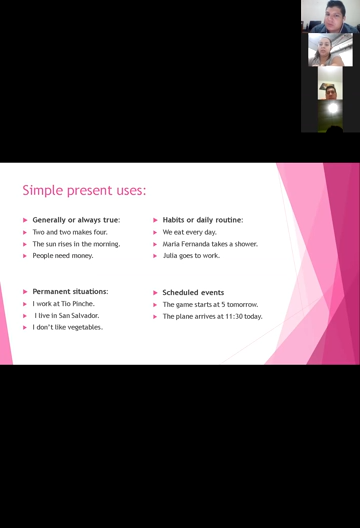 Simple present uses:
Generally or always true:
Two and two makes four.
The sun rises in the morning.
People need money.
Habits or daily routine:
We eat every day.
Maria Fernanda takes a shower.
Julia goes to work.
Permanent situations:
I work at Tio Pinche.
I live in San Salvador.
I don't like vegetables.
Scheduled events
The game starts at 5 tomorrow.
The plane arrives at 11:30 today.